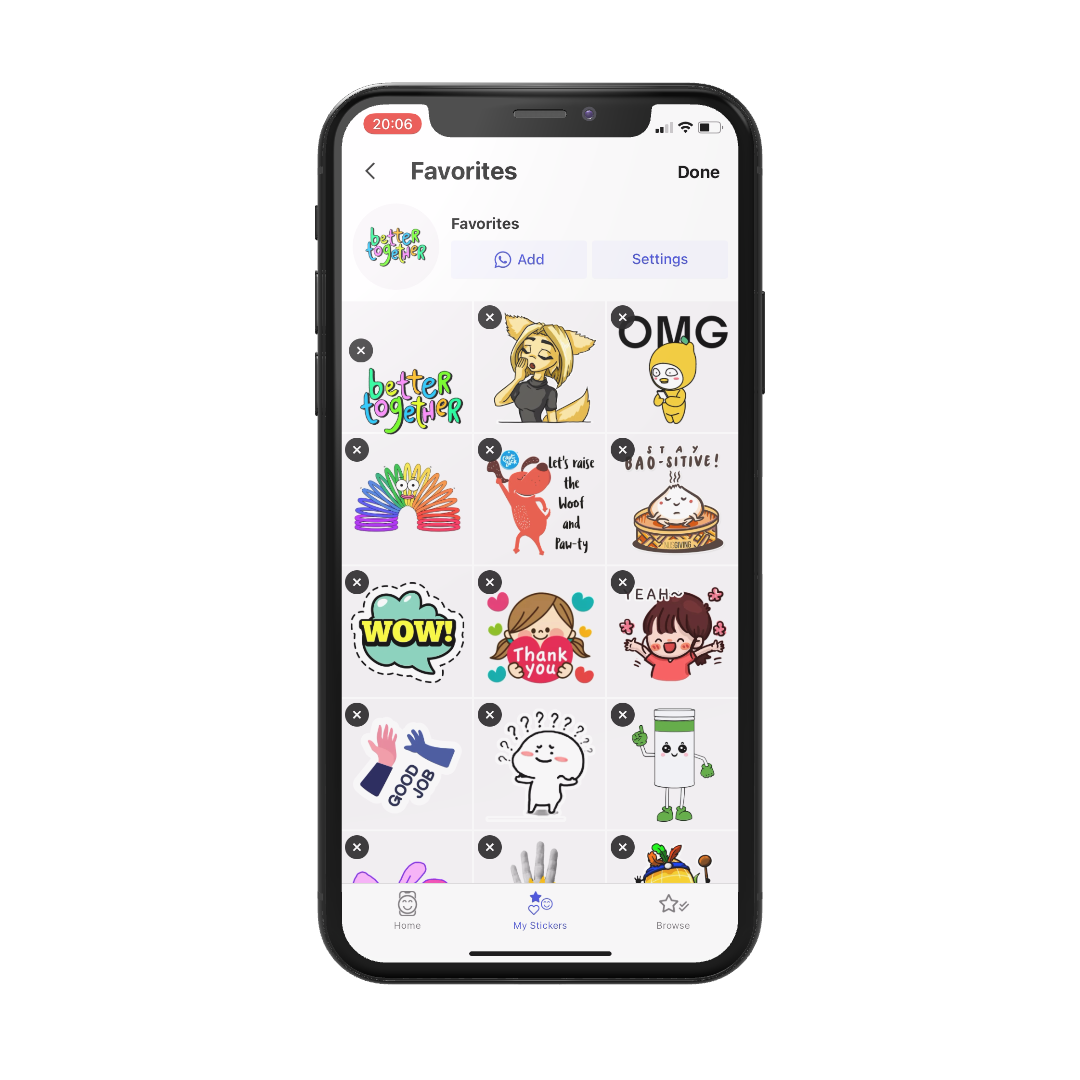 20:06
Favorites
Done
Favorites
better
together
Add
Settings
better
together
OMG
Let's raise
the
Woof
and
Paw-ty
STAY
BAO-SITIVE!
WOW!
Thank
you
YEAH~
GOOD
JOB
? ? ? ? ? ? ? ? ? ?
Home
My Stickers
Browse